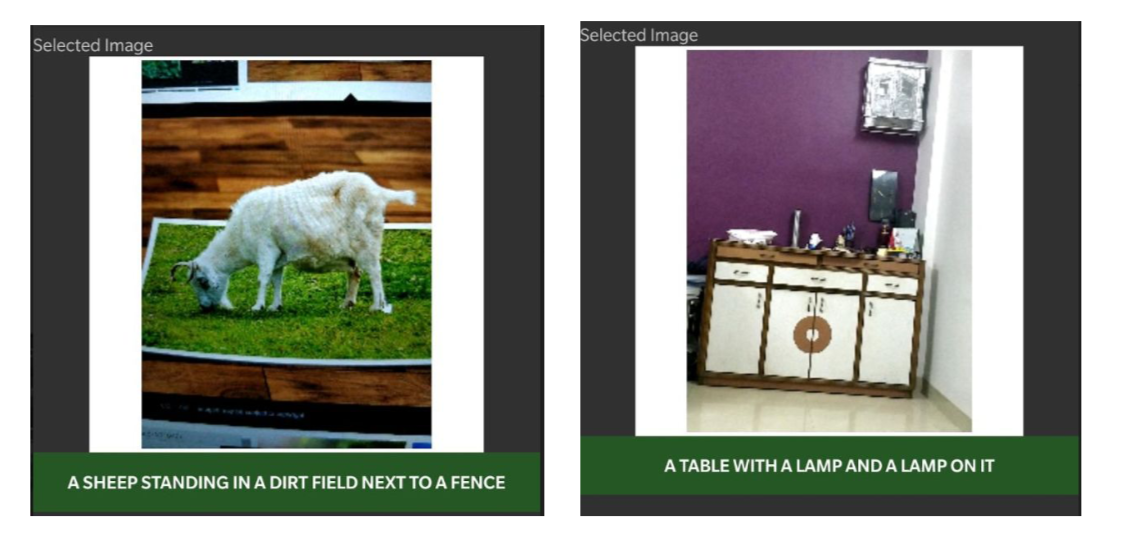 Selected Image
A SHEEP STANDING IN A DIRT FIELD NEXT TO A FENCE
Selected Image
A TABLE WITH A LAMP AND A LAMP ON IT